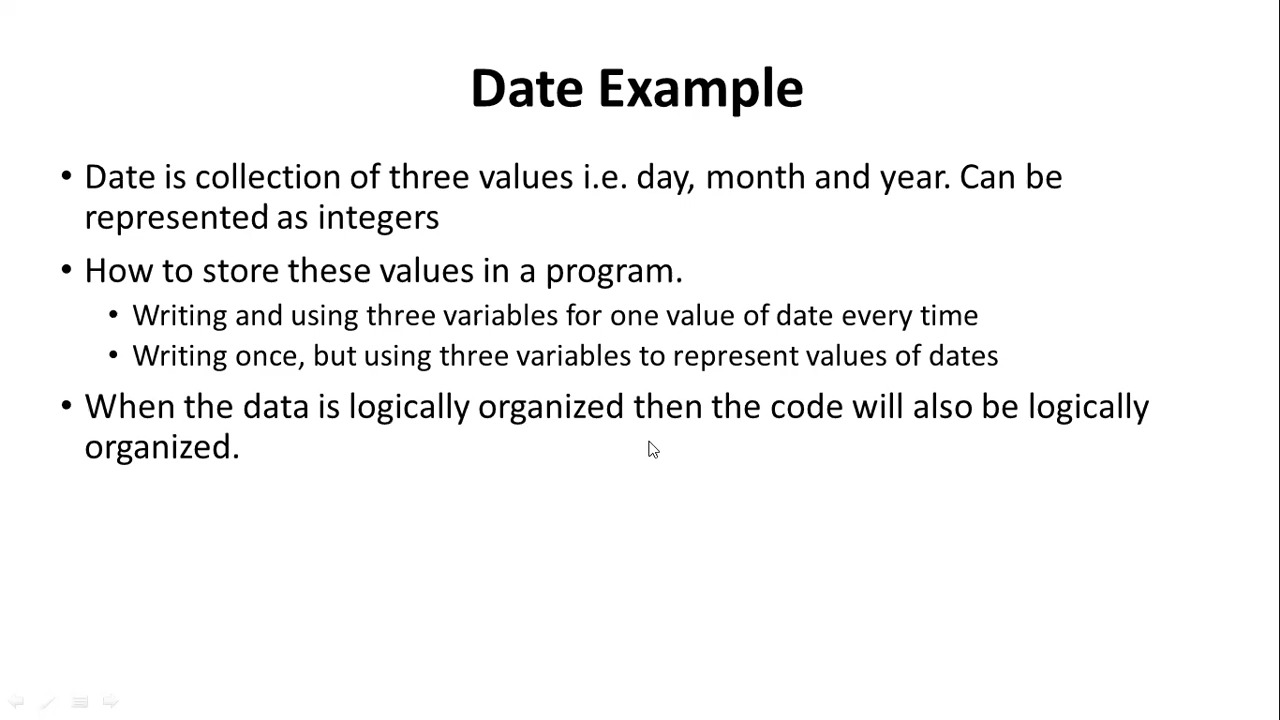 Date Example
• Date is collection of three values i.e. day, month and year. Can be
represented as integers
• How to store these values in a program.
• Writing and using three variables for one value of date every time
• Writing once, but using three variables to represent values of dates
• When the data is logically organized then the code will also be logically
organized.